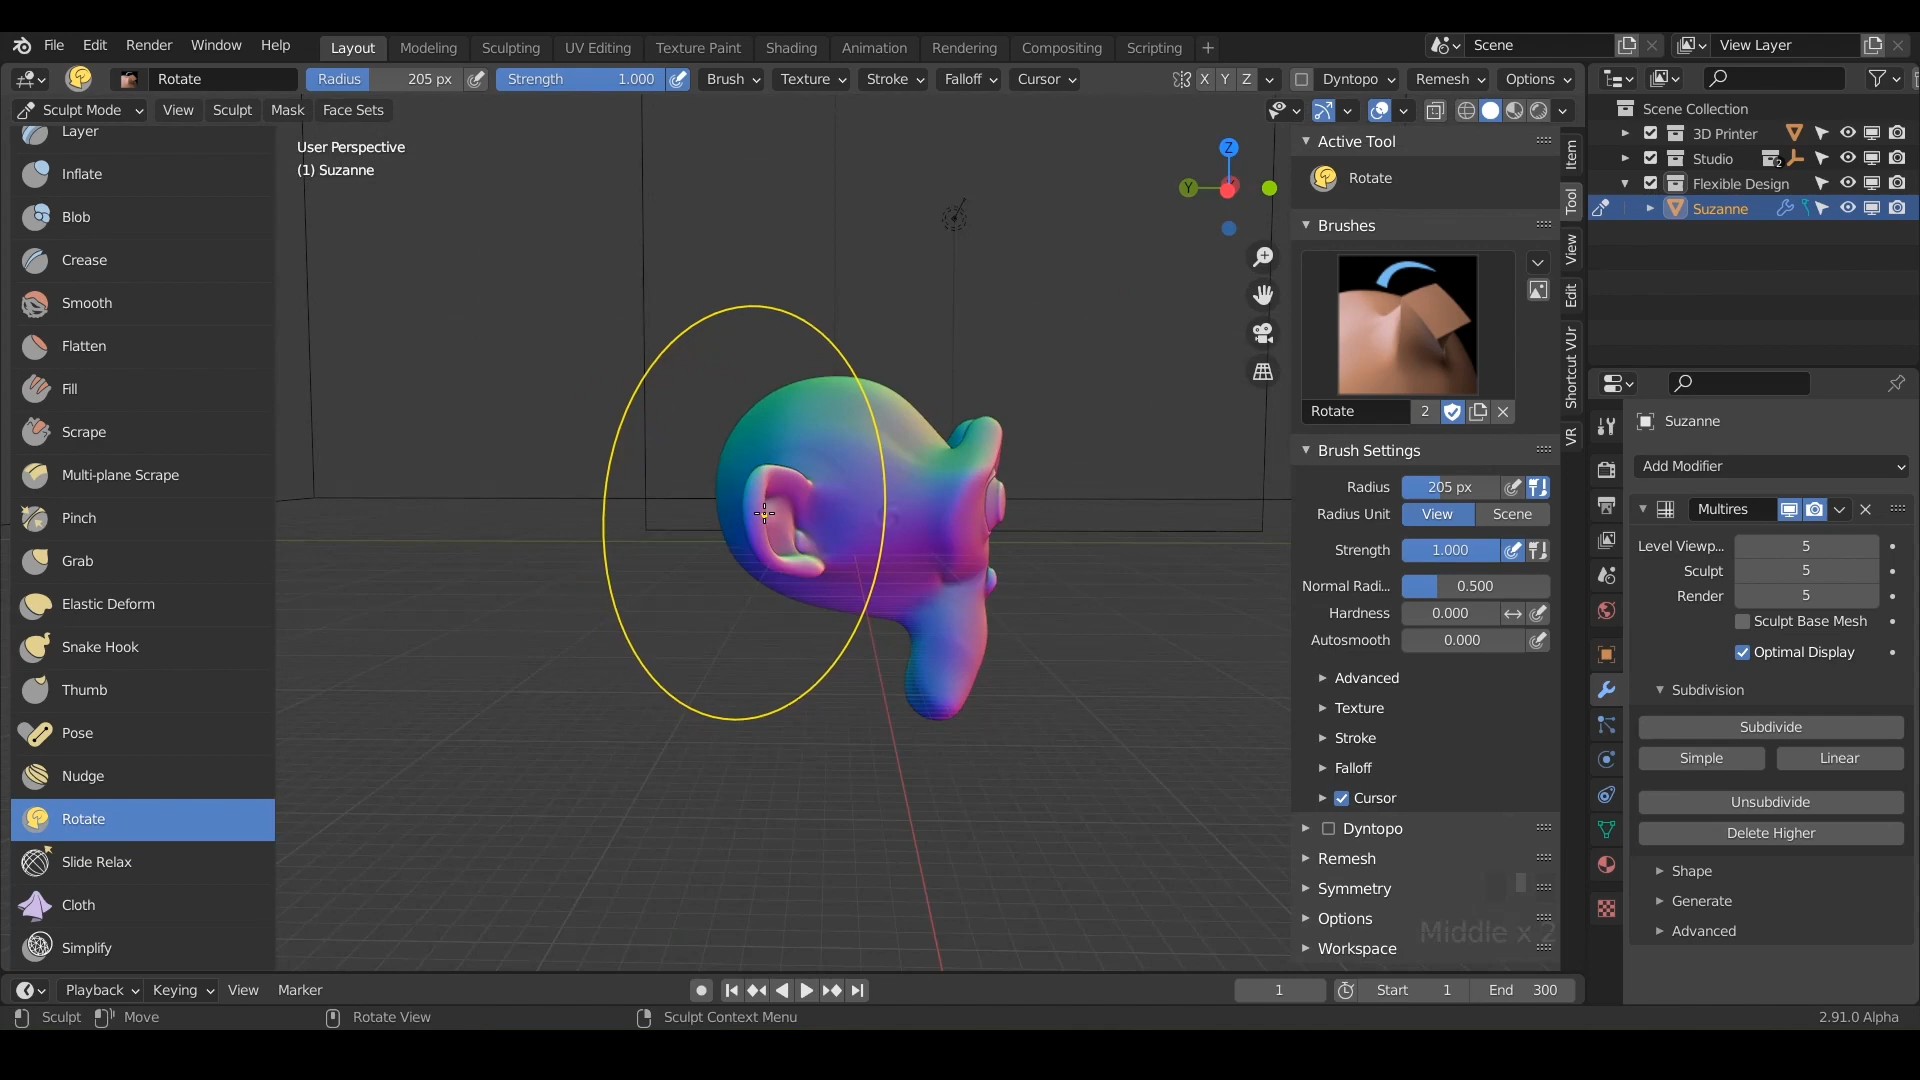 File Edit Render Window Help Layout Modeling Sculpting UV Editing Texture Paint Shading Animation Rendering Compositing Scripting + Scene View Layer
Rotate Radius 205 px Strength 1.000 Brush Texture Stroke Falloff Cursor X Y Z Dyntopo Remesh Options
Sculpt Mode View Sculpt Mask Face Sets
Layer
Inflate
Blob
Crease
Smooth
Flatten
Fill
Scrape
Multi-plane Scrape
Pinch
Grab
Elastic Deform
Snake Hook
Thumb
Pose
Nudge
Rotate
Slide Relax
Cloth
Simplify
User Perspective
(1) Suzanne
Z
Y
Active Tool
Rotate
Brushes
Rotate 2
Brush Settings
Radius 205 px
Radius Unit View Scene
Strength 1.000
Normal Radi... 0.500
Hardness 0.000
Autosmooth 0.000
Advanced
Texture
Stroke
Falloff
Cursor
Dyntopo
Remesh
Symmetry
Options
Middle x 2
Workspace
Item
Tool
View
Edit
Shortcut VUr
VR
Scene Collection
3D Printer
Studio 2
Flexible Design
Suzanne
Suzanne
Add Modifier
Multires
Level Viewp... 5
Sculpt 5
Render 5
Sculpt Base Mesh
Optimal Display
Subdivision
Subdivide
Simple Linear
Unsubdivide
Delete Higher
Shape
Generate
Advanced
Playback Keying View Marker 1 Start 1 End 300
Sculpt Move Rotate View Sculpt Context Menu 2.91.0 Alpha